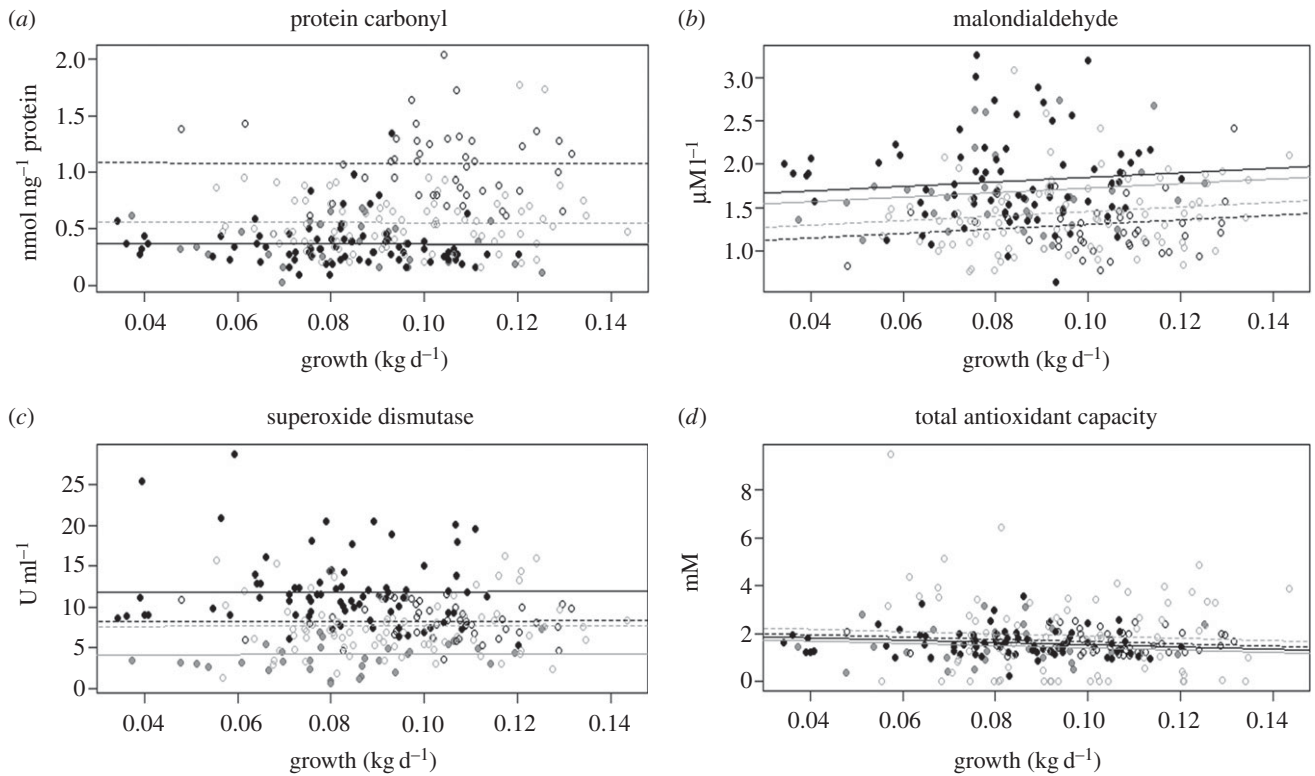 (a) protein carbonyl
nmol mg⁻¹ protein
2.0
1.5
1.0
0.5
0
0.04 0.06 0.08 0.10 0.12 0.14
growth (kg d⁻¹)
(b) malondialdehyde
µM l⁻¹
3.0
2.5
2.0
1.5
1.0
0.04 0.06 0.08 0.10 0.12 0.14
growth (kg d⁻¹)
(c) superoxide dismutase
U ml⁻¹
25
20
15
10
5
0
0.04 0.06 0.08 0.10 0.12 0.14
growth (kg d⁻¹)
(d) total antioxidant capacity
mM
8
6
4
2
0
0.04 0.06 0.08 0.10 0.12 0.14
growth (kg d⁻¹)